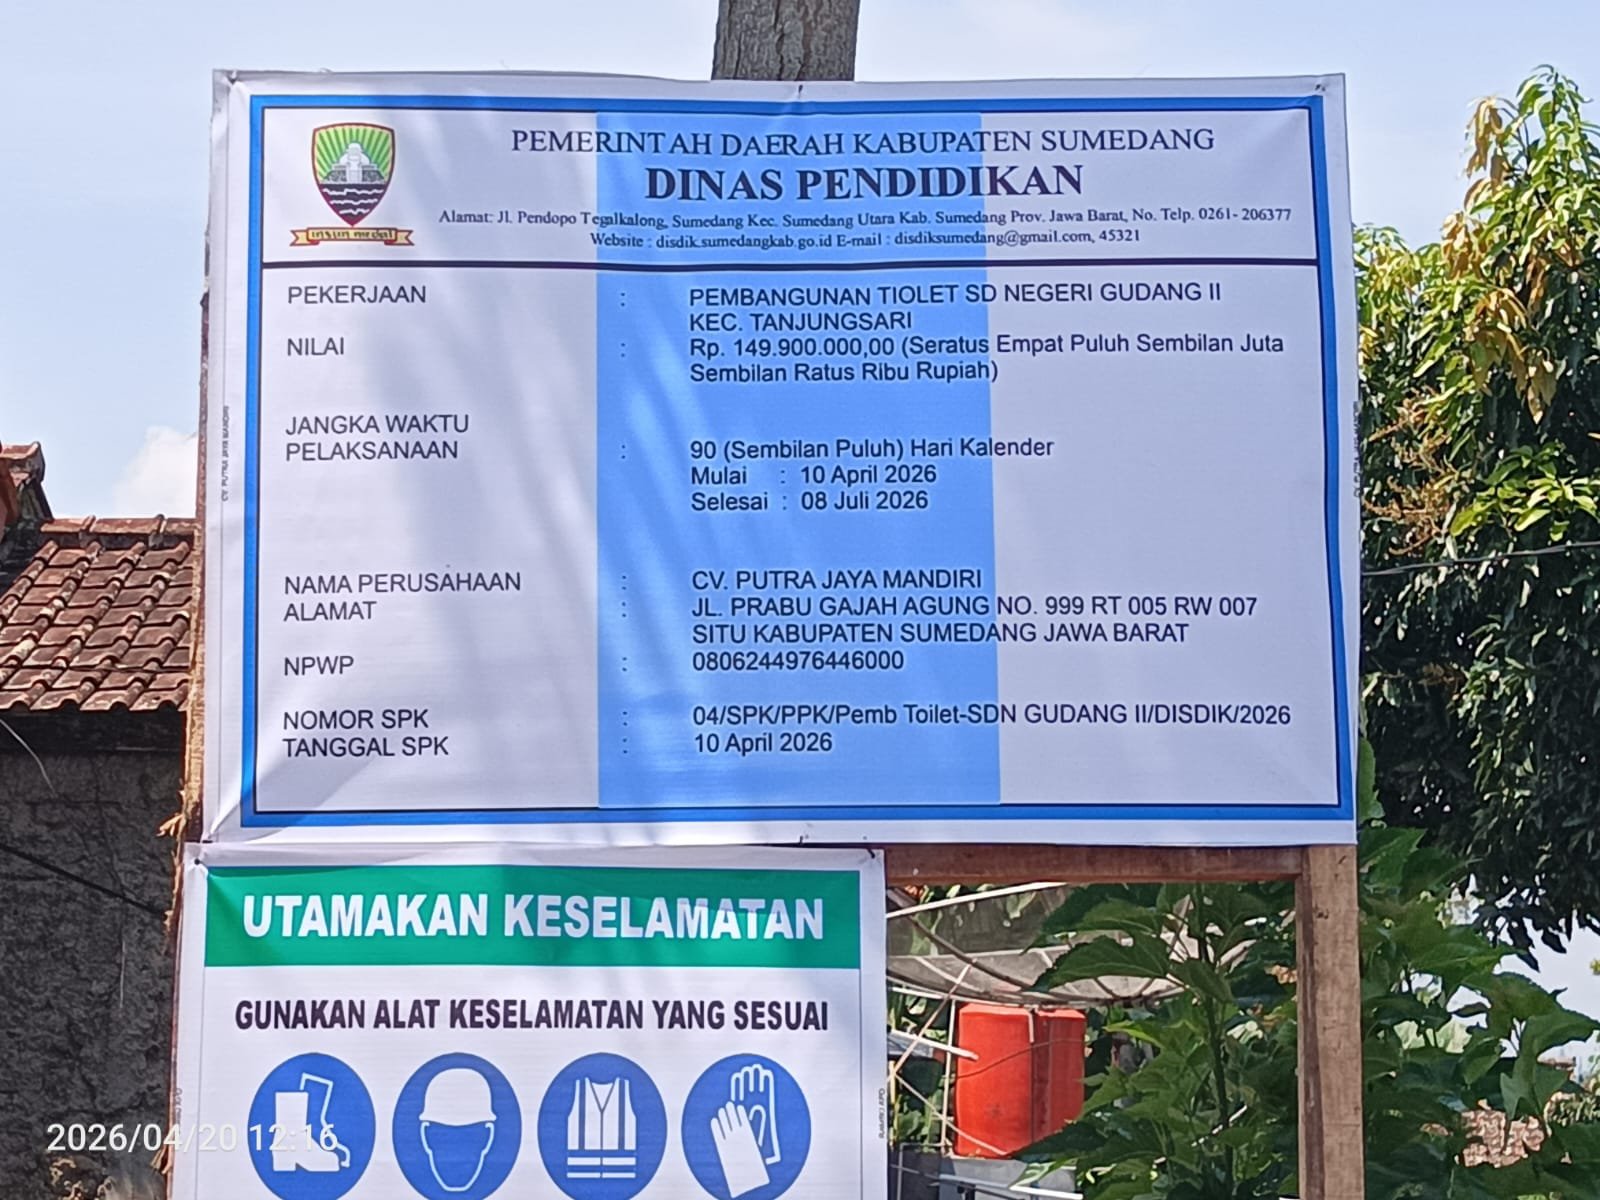 PEMERINTAH DAERAH KABUPATEN SUMEDANG
DINAS PENDIDIKAN
Alamat: Jl. Pendopo Tegalkalong, Sumedang Kec. Sumedang Utara Kab. Sumedang Prov. Jawa Barat, No. Telp. 0261- 206377
Website : disdik.sumedangkab.go.id E-mail : disdiksumedang@gmail.com, 45321
insun medal
PEKERJAAN : PEMBANGUNAN TIOLET SD NEGERI GUDANG II
KEC. TANJUNGSARI
NILAI : Rp. 149.900.000,00 (Seratus Empat Puluh Sembilan Juta
Sembilan Ratus Ribu Rupiah)
JANGKA WAKTU
PELAKSANAAN : 90 (Sembilan Puluh) Hari Kalender
Mulai : 10 April 2026
Selesai : 08 Juli 2026
NAMA PERUSAHAAN : CV. PUTRA JAYA MANDIRI
ALAMAT : JL. PRABU GAJAH AGUNG NO. 999 RT 005 RW 007
SITU KABUPATEN SUMEDANG JAWA BARAT
NPWP : 0806244976446000
NOMOR SPK : 04/SPK/PPK/Pemb Toilet-SDN GUDANG II/DISDIK/2026
TANGGAL SPK : 10 April 2026
CV. PUTRA JAYA MANDIRI
UTAMAKAN KESELAMATAN
GUNAKAN ALAT KESELAMATAN YANG SESUAI
2026/04/20 12:16